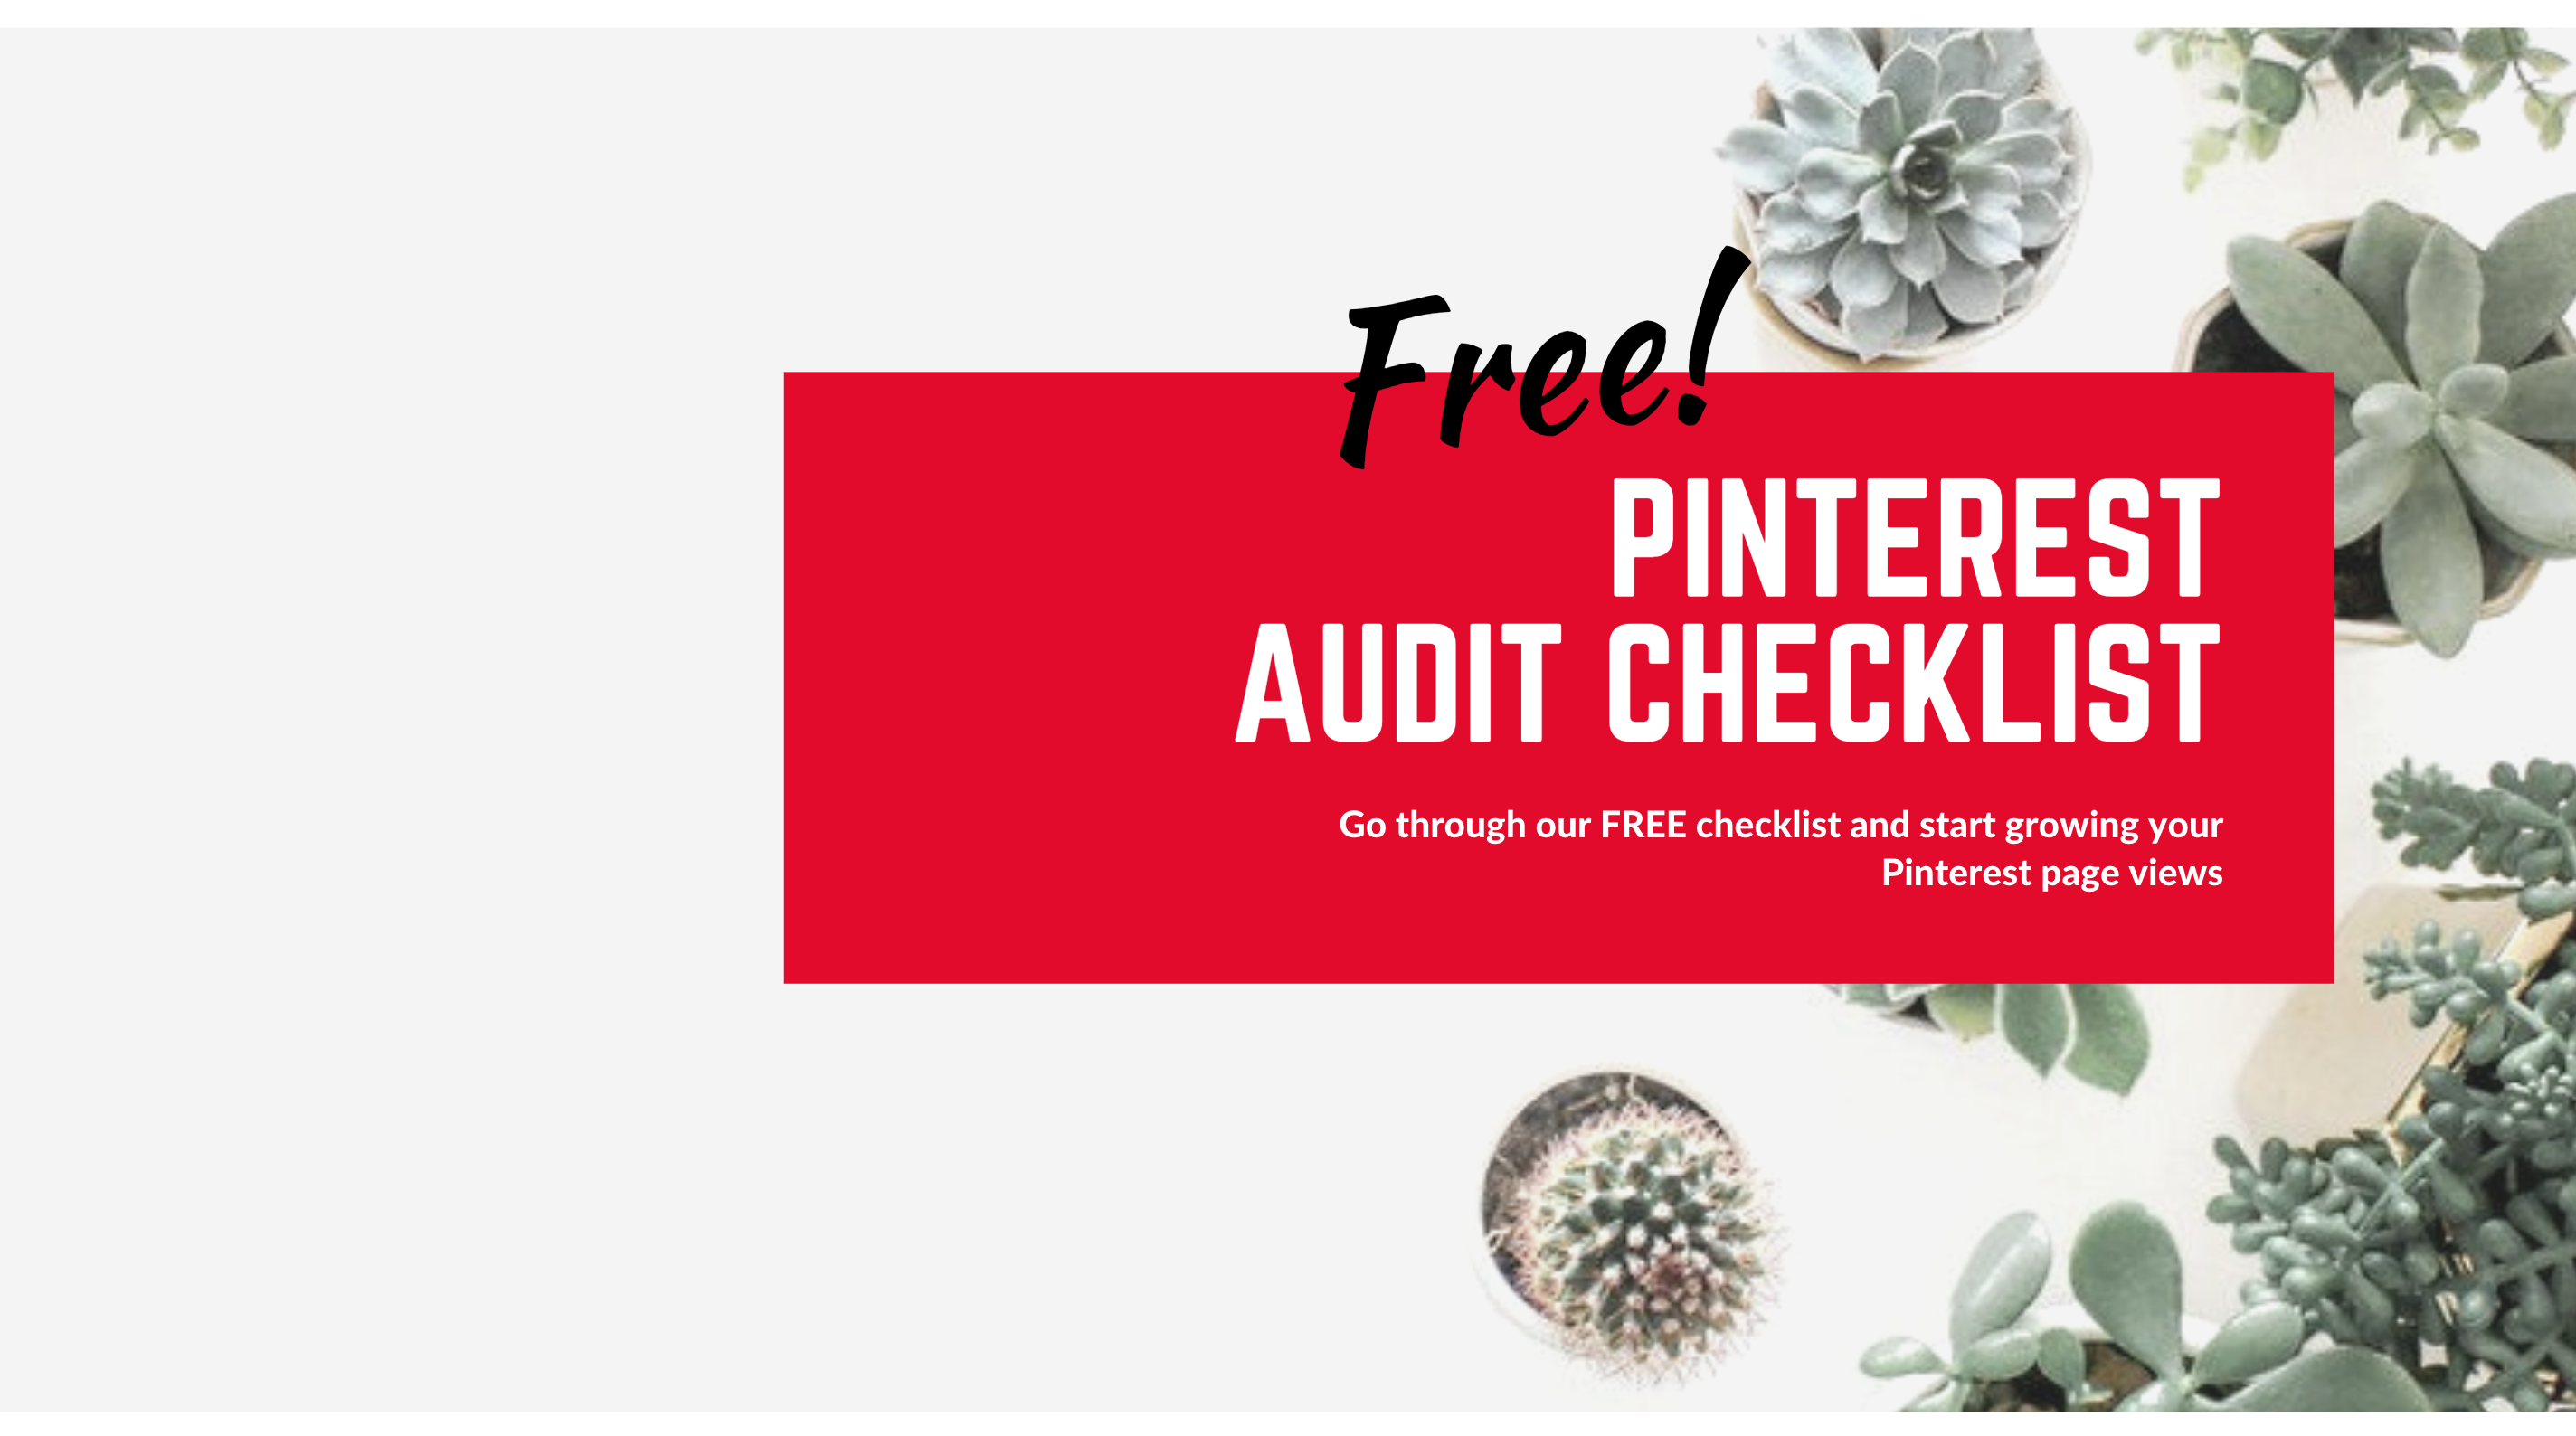 Free!
PINTEREST
AUDIT CHECKLIST
Go through our FREE checklist and start growing your
Pinterest page views